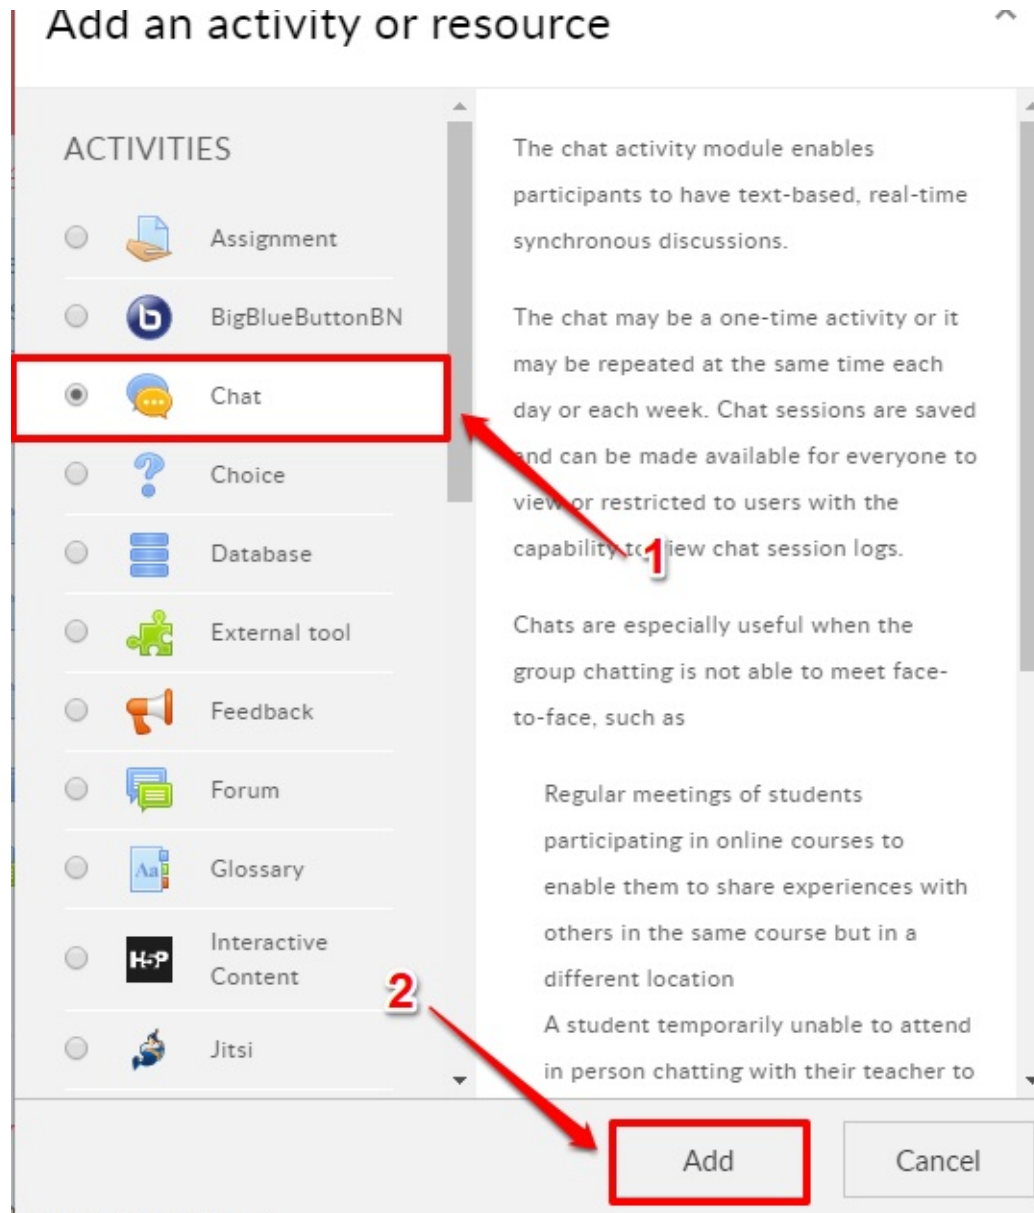 Add an activity or resource
ACTIVITIES
Assignment
BigBlueButtonBN
Chat
Choice
Database
External tool
Feedback
Forum
Glossary
H5P
Interactive
Content
Jitsi
The chat activity module enables
participants to have text-based, real-time
synchronous discussions.
The chat may be a one-time activity or it
may be repeated at the same time each
day or each week. Chat sessions are saved
and can be made available for everyone to
view or restricted to users with the
capability to view chat session logs.
1
Chats are especially useful when the
group chatting is not able to meet face-
to-face, such as
Regular meetings of students
participating in online courses to
enable them to share experiences with
others in the same course but in a
different location
A student temporarily unable to attend
in person chatting with their teacher to
2
Add
Cancel